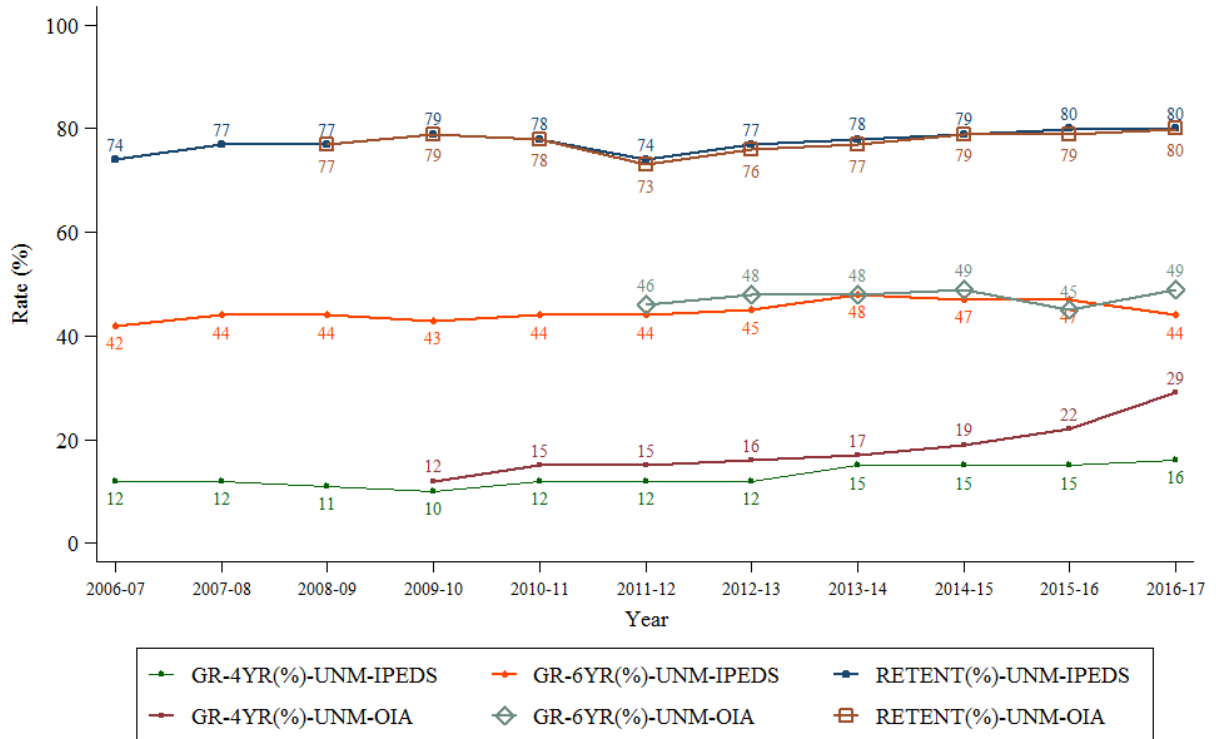 100
79 80 80
77 77 78 77 78 79
80 74 74
77 79 78 73 76 77 79 79 80
60
46 48 48 49 45 49
40 42 44 44 43 44 44 45 48 47 47 44
Rate (%)
29
22
20 12 15 15 16 17 19
12 12 11 10 12 12 12 15 15 15 16
0
2006-07 2007-08 2008-09 2009-10 2010-11 2011-12 2012-13 2013-14 2014-15 2015-16 2016-17
Year
GR-4YR(%)-UNM-IPEDS GR-6YR(%)-UNM-IPEDS RETENT(%)-UNM-IPEDS
GR-4YR(%)-UNM-OIA GR-6YR(%)-UNM-OIA RETENT(%)-UNM-OIA